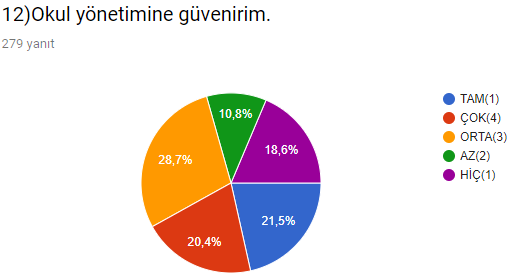 12)Okul yönetimine güvenirim.
279 yanıt
TAM(1)
ÇOK(4)
ORTA(3)
AZ(2)
HİÇ(1)
10,8%
18,6%
28,7%
21,5%
20,4%